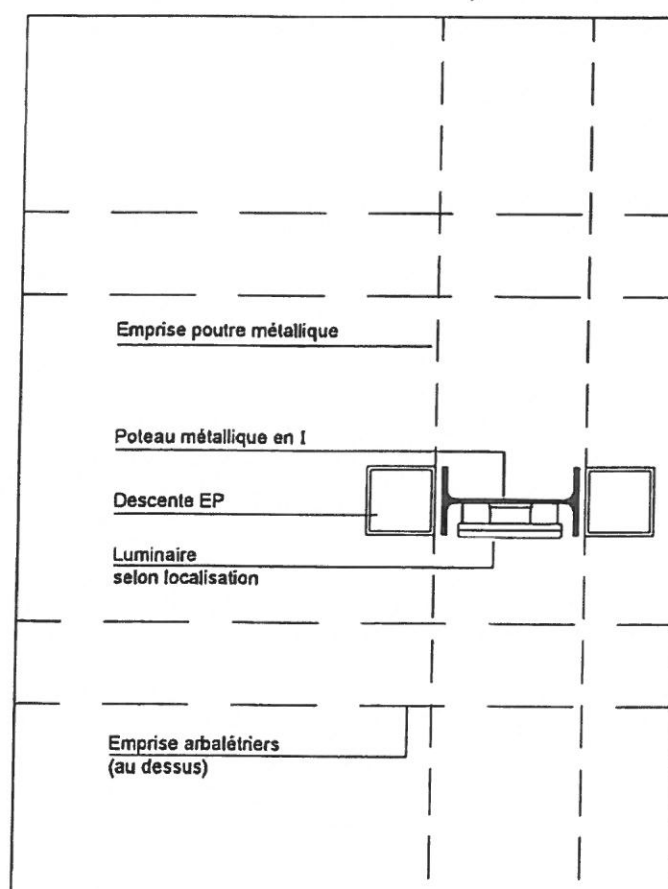 Emprise poutre métallique
Poteau métallique en I
Descente EP
Luminaire
selon localisation
Emprise arbalétriers
(au dessus)